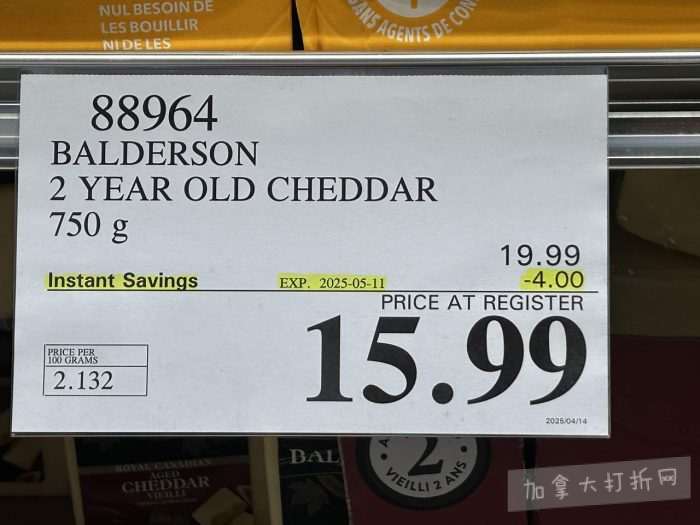 NUL BESOIN DE
LES BOUILLIR
NI DE LES
SANS AGENTS DE CON
88964
BALDERSON
2 YEAR OLD CHEDDAR
750 g
19.99
Instant Savings EXP. 2025-05-11 -4.00
PRICE AT REGISTER
15.99
PRICE PER
100 GRAMS
2.132
2025/04/14
ROYAL CANADIAN
AGED
CHEDDAR
VIEILLI
BAL
2
VIEILLI 2 ANS
加拿大打折网